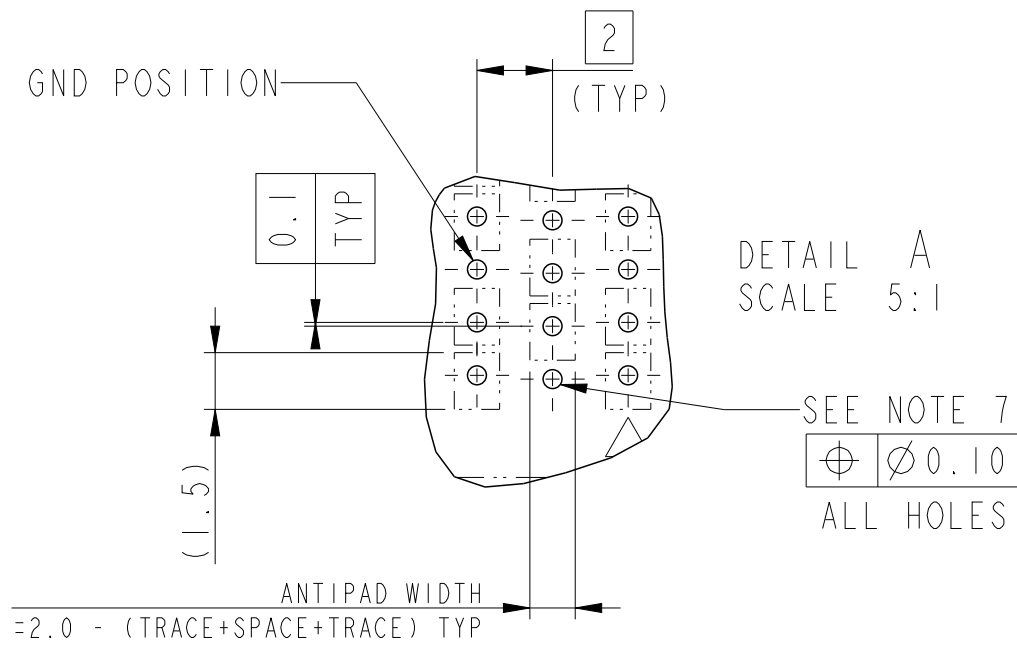 2
(TYP)
GND POSITION
0.1
TYP
DETAIL A
SCALE 5:1
SEE NOTE 7
⌖ Ø0.10
ALL HOLES
(1.5)
ANTIPAD WIDTH
=2.0 - (TRACE+SPACE+TRACE) TYP